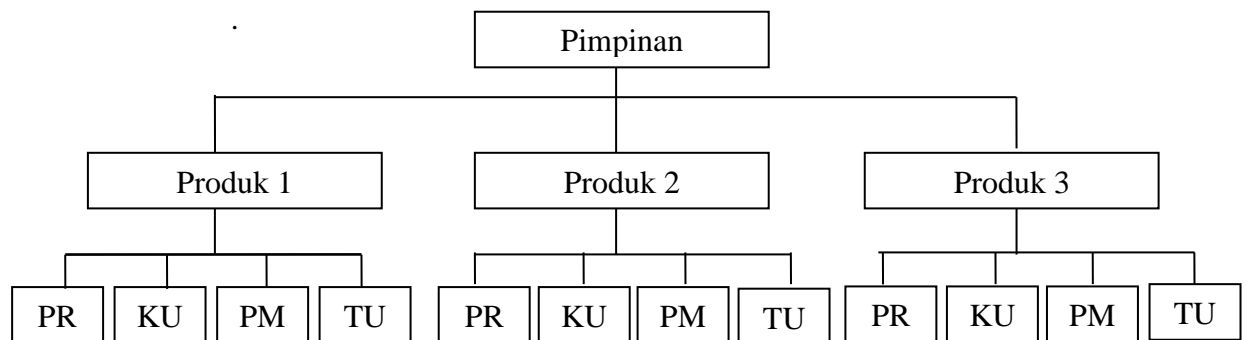 .
Pimpinan
Produk 1 Produk 2 Produk 3
PR KU PM TU PR KU PM TU PR KU PM TU